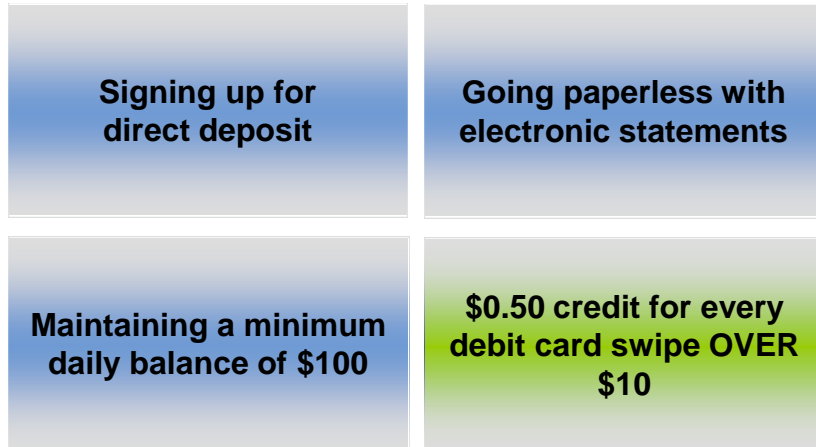 Signing up for
direct deposit
Going paperless with
electronic statements
Maintaining a minimum
daily balance of $100
$0.50 credit for every
debit card swipe OVER
$10